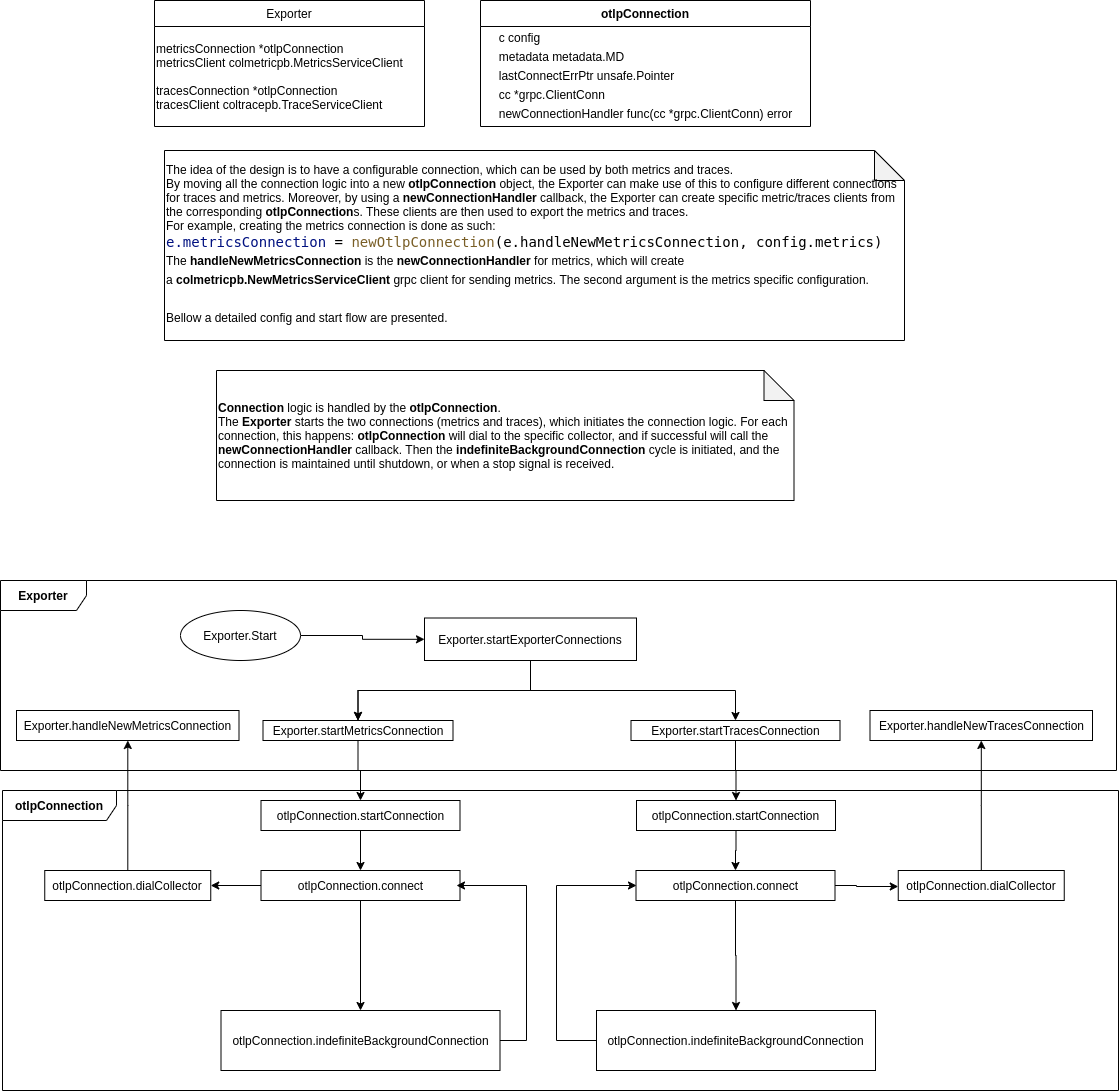 Exporter
metricsConnection *otlpConnection
metricsClient colmetricpb.MetricsServiceClient
tracesConnection *otlpConnection
tracesClient coltracepb.TraceServiceClient
otlpConnection
c config
metadata metadata.MD
lastConnectErrPtr unsafe.Pointer
cc *grpc.ClientConn
newConnectionHandler func(cc *grpc.ClientConn) error
The idea of the design is to have a configurable connection, which can be used by both metrics and traces.
By moving all the connection logic into a new otlpConnection object, the Exporter can make use of this to configure different connections
for traces and metrics. Moreover, by using a newConnectionHandler callback, the Exporter can create specific metric/traces clients from
the corresponding otlpConnections. These clients are then used to export the metrics and traces.
For example, creating the metrics connection is done as such:
e.metricsConnection = newOtlpConnection(e.handleNewMetricsConnection, config.metrics)
The handleNewMetricsConnection is the newConnectionHandler for metrics, which will create
a colmetricpb.NewMetricsServiceClient grpc client for sending metrics. The second argument is the metrics specific configuration.
Bellow a detailed config and start flow are presented.
Connection logic is handled by the otlpConnection.
The Exporter starts the two connections (metrics and traces), which initiates the connection logic. For each
connection, this happens: otlpConnection will dial to the specific collector, and if successful will call the
newConnectionHandler callback. Then the indefiniteBackgroundConnection cycle is initiated, and the
connection is maintained until shutdown, or when a stop signal is received.
Exporter
Exporter.Start
Exporter.startExporterConnections
Exporter.handleNewMetricsConnection
Exporter.startMetricsConnection
Exporter.startTracesConnection
Exporter.handleNewTracesConnection
otlpConnection
otlpConnection.startConnection
otlpConnection.startConnection
otlpConnection.dialCollector
otlpConnection.connect
otlpConnection.connect
otlpConnection.dialCollector
otlpConnection.indefiniteBackgroundConnection
otlpConnection.indefiniteBackgroundConnection